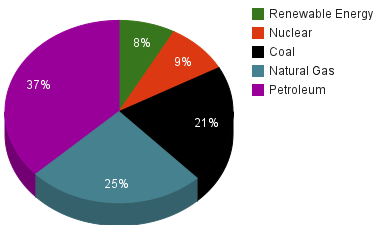 Renewable Energy
Nuclear
Coal
Natural Gas
Petroleum
8%
9%
37%
21%
25%